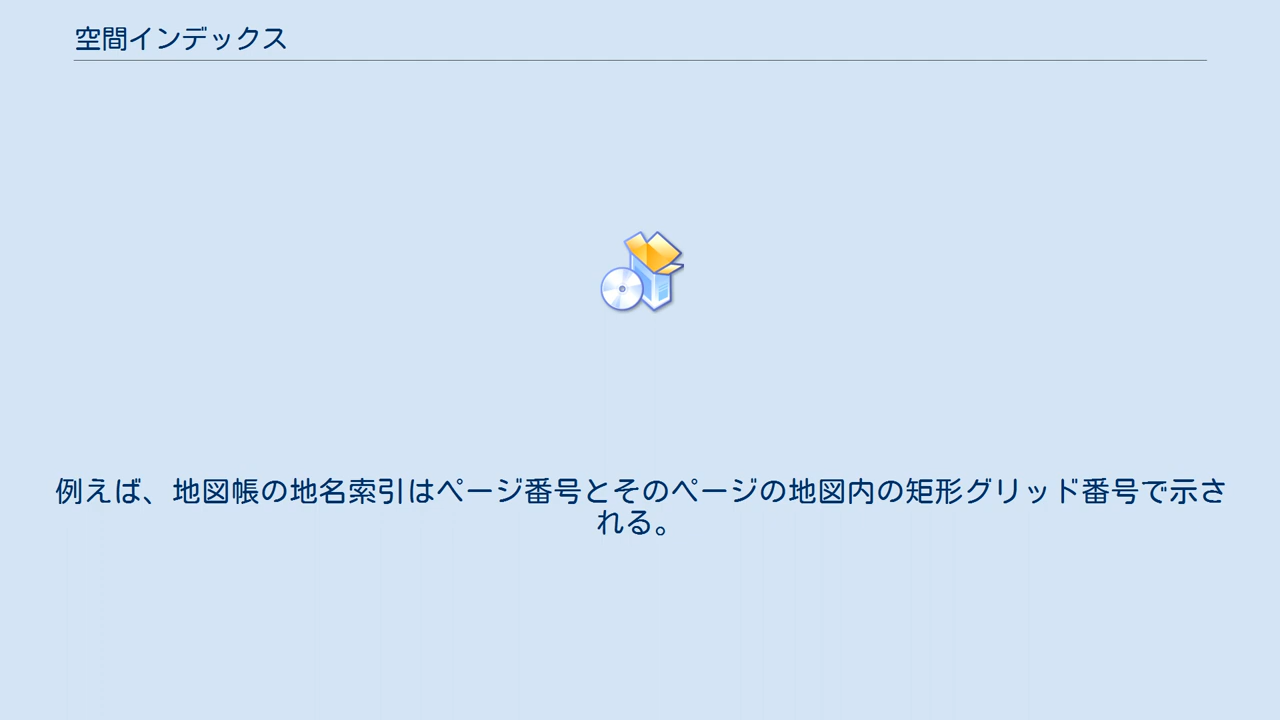 空間インデックス
例えば、地図帳の地名索引はページ番号とそのページの地図内の矩形グリッド番号で示さ
れる。